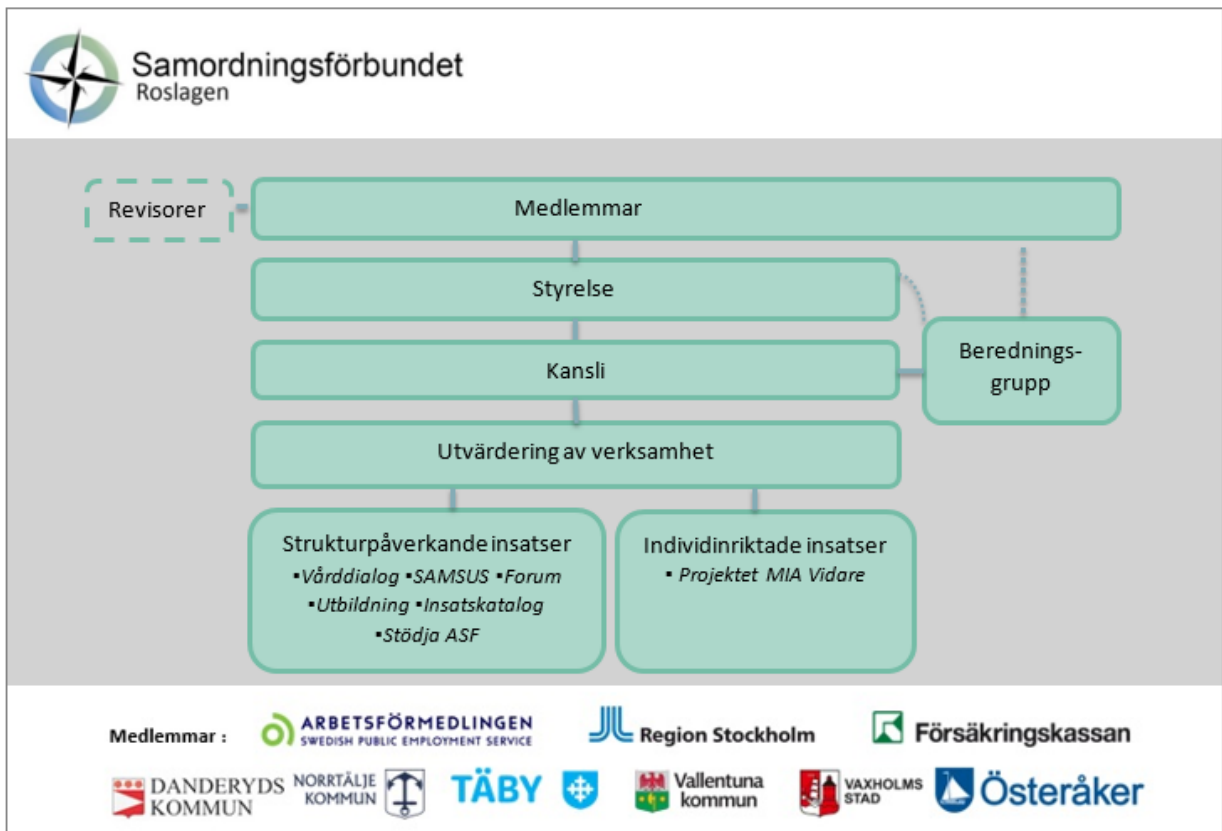 Samordningsförbundet
Roslagen
Revisorer
Medlemmar
Styrelse
Kansli
Berednings-
grupp
Utvärdering av verksamhet
Strukturpåverkande insatser
▪Vårddialog ▪SAMSUS ▪Forum
▪Utbildning ▪Insatskatalog
▪Stödja ASF
Individinriktade insatser
▪ Projektet MIA Vidare
Medlemmar :
ARBETSFÖRMEDLINGEN
SWEDISH PUBLIC EMPLOYMENT SERVICE
Region Stockholm
Försäkringskassan
DANDERYDS
KOMMUN
NORRTÄLJE
KOMMUN
TÄBY
Vallentuna
kommun
VAXHOLMS
STAD
Österåker